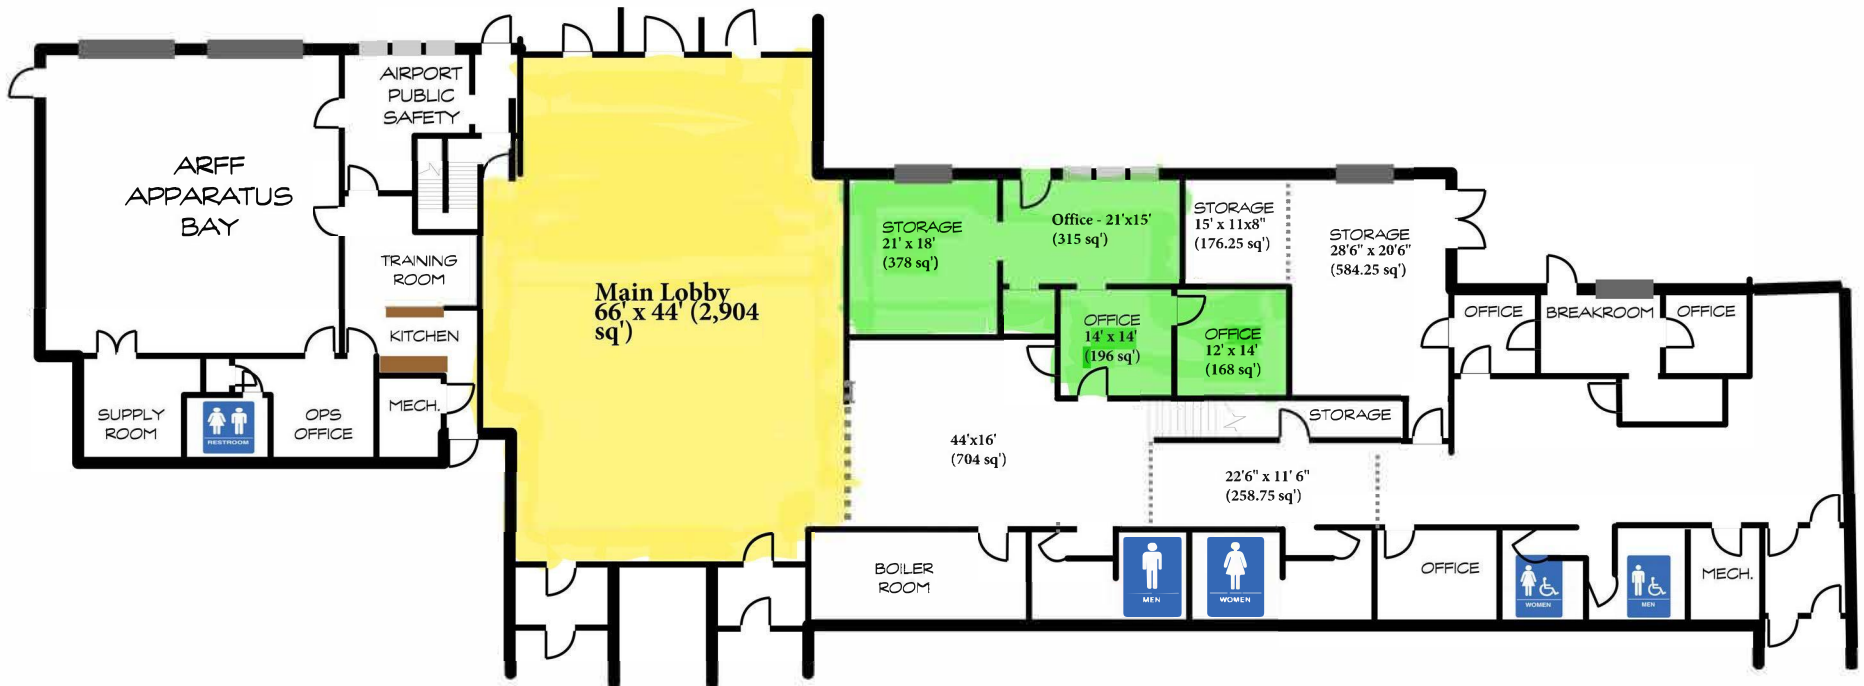 AIRPORT
PUBLIC
SAFETY
ARFF
APPARATUS
BAY
TRAINING
ROOM
KITCHEN
MECH.
SUPPLY
ROOM
RESTROOM
OPS
OFFICE
Main Lobby
66' x 44' (2,904
sq')
STORAGE
21' x 18'
(378 sq')
Office - 21'x15'
(315 sq')
STORAGE
15' x 11x8"
(176.25 sq')
STORAGE
28'6" x 20'6"
(584.25 sq')
OFFICE
14' x 14'
(196 sq')
OFFICE
12' x 14'
(168 sq')
OFFICE
BREAKROOM
OFFICE
STORAGE
44'x16'
(704 sq')
22'6" x 11' 6"
(258.75 sq')
BOILER
ROOM
MEN
WOMEN
OFFICE
WOMEN
MEN
MECH.